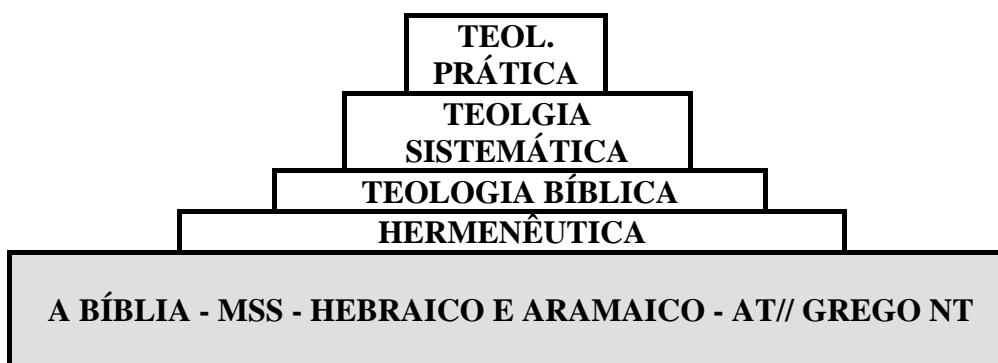 TEOL.
PRÁTICA
TEOLGIA
SISTEMÁTICA
TEOLOGIA BÍBLICA
HERMENÊUTICA
A BÍBLIA - MSS - HEBRAICO E ARAMAICO - AT// GREGO NT